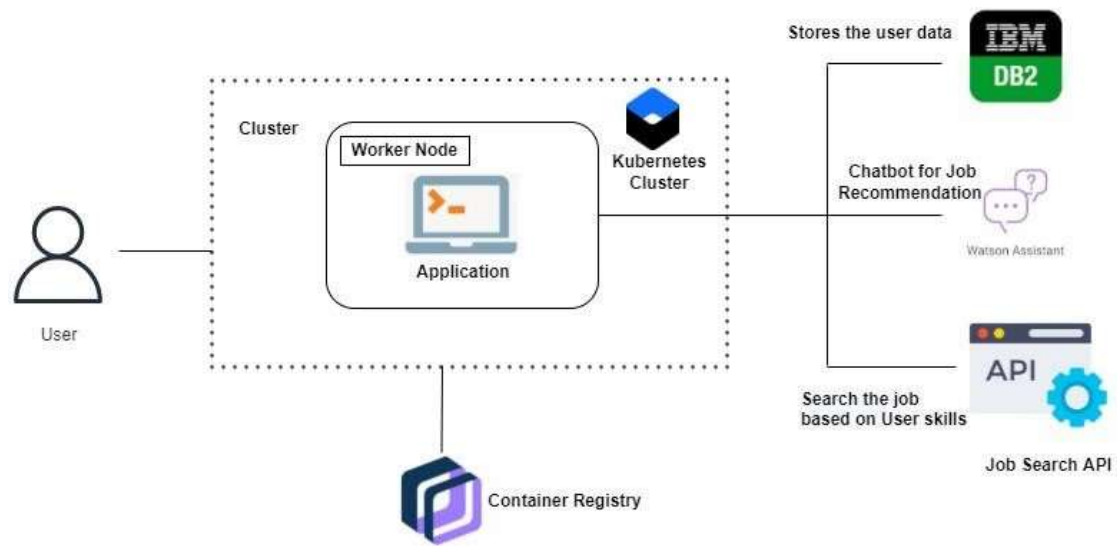 Stores the user data
IBM
DB2
Cluster
Worker Node
Kubernetes
Cluster
Application
Chatbot for Job
Recommendation
?
Watson Assistant
User
API
Search the job
based on User skills
Job Search API
Container Registry